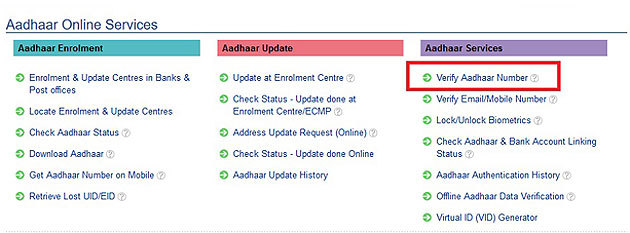 Aadhaar Online Services
Aadhaar Enrolment
Enrolment & Update Centres in Banks &
Post offices
Locate Enrolment & Update Centres
Check Aadhaar Status ?
Download Aadhaar ?
Get Aadhaar Number on Mobile ?
Retrieve Lost UID/EID ?
Aadhaar Update
Update at Enrolment Centre ?
Check Status - Update done at
Enrolment Centre/ECMP ?
Address Update Request (Online) ?
Check Status - Update done Online
Aadhaar Update History
Aadhaar Services
Verify Aadhaar Number ?
Verify Email/Mobile Number ?
Lock/Unlock Biometrics ?
Check Aadhaar & Bank Account Linking
Status ?
Aadhaar Authentication History ?
Offline Aadhaar Data Verification ?
Virtual ID (VID) Generator